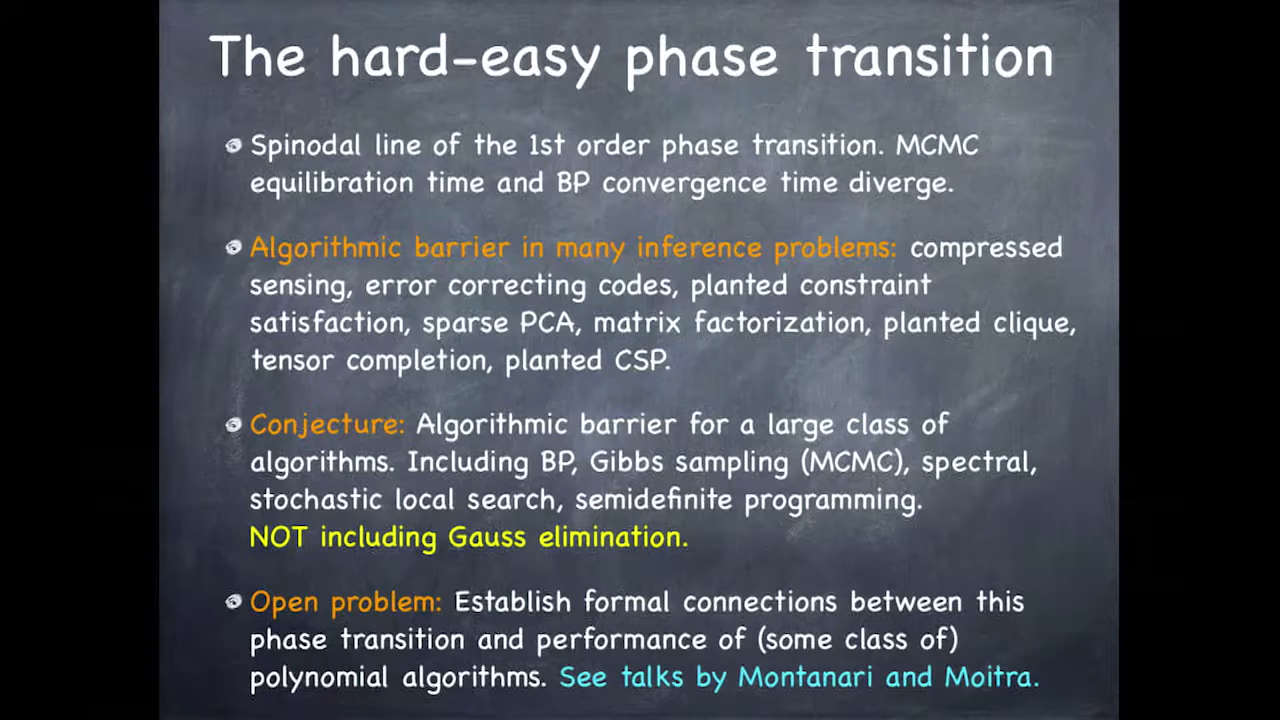 The hard-easy phase transition
Spinodal line of the 1st order phase transition. MCMC
equilibration time and BP convergence time diverge.
Algorithmic barrier in many inference problems: compressed
sensing, error correcting codes, planted constraint
satisfaction, sparse PCA, matrix factorization, planted clique,
tensor completion, planted CSP.
Conjecture: Algorithmic barrier for a large class of
algorithms. Including BP, Gibbs sampling (MCMC), spectral,
stochastic local search, semidefinite programming.
NOT including Gauss elimination.
Open problem: Establish formal connections between this
phase transition and performance of (some class of)
polynomial algorithms. See talks by Montanari and Moitra.